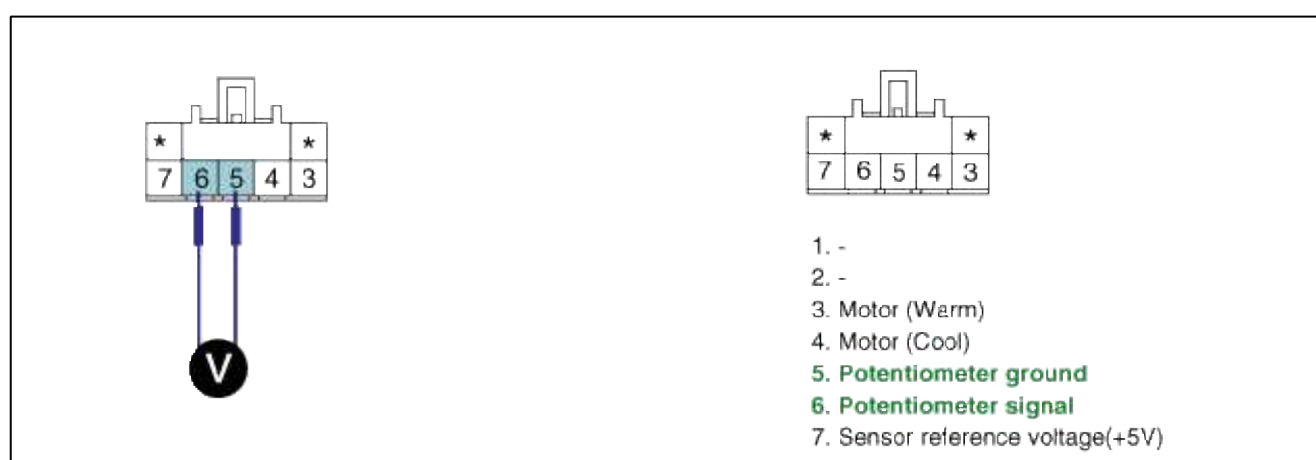 * *
7 6 5 4 3
V
* *
7 6 5 4 3
1. -
2. -
3. Motor (Warm)
4. Motor (Cool)
5. Potentiometer ground
6. Potentiometer signal
7. Sensor reference voltage(+5V)